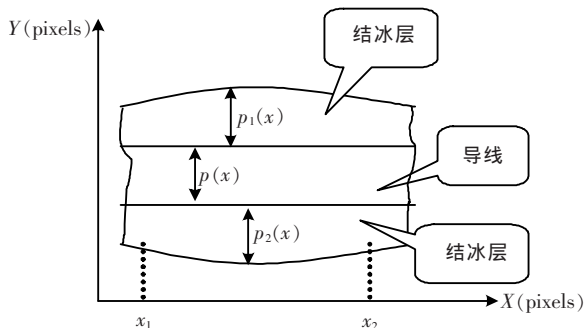 Y(pixels)
结冰层
p₁(x)
导线
p(x)
p₂(x)
结冰层
X(pixels)
x₁ x₂